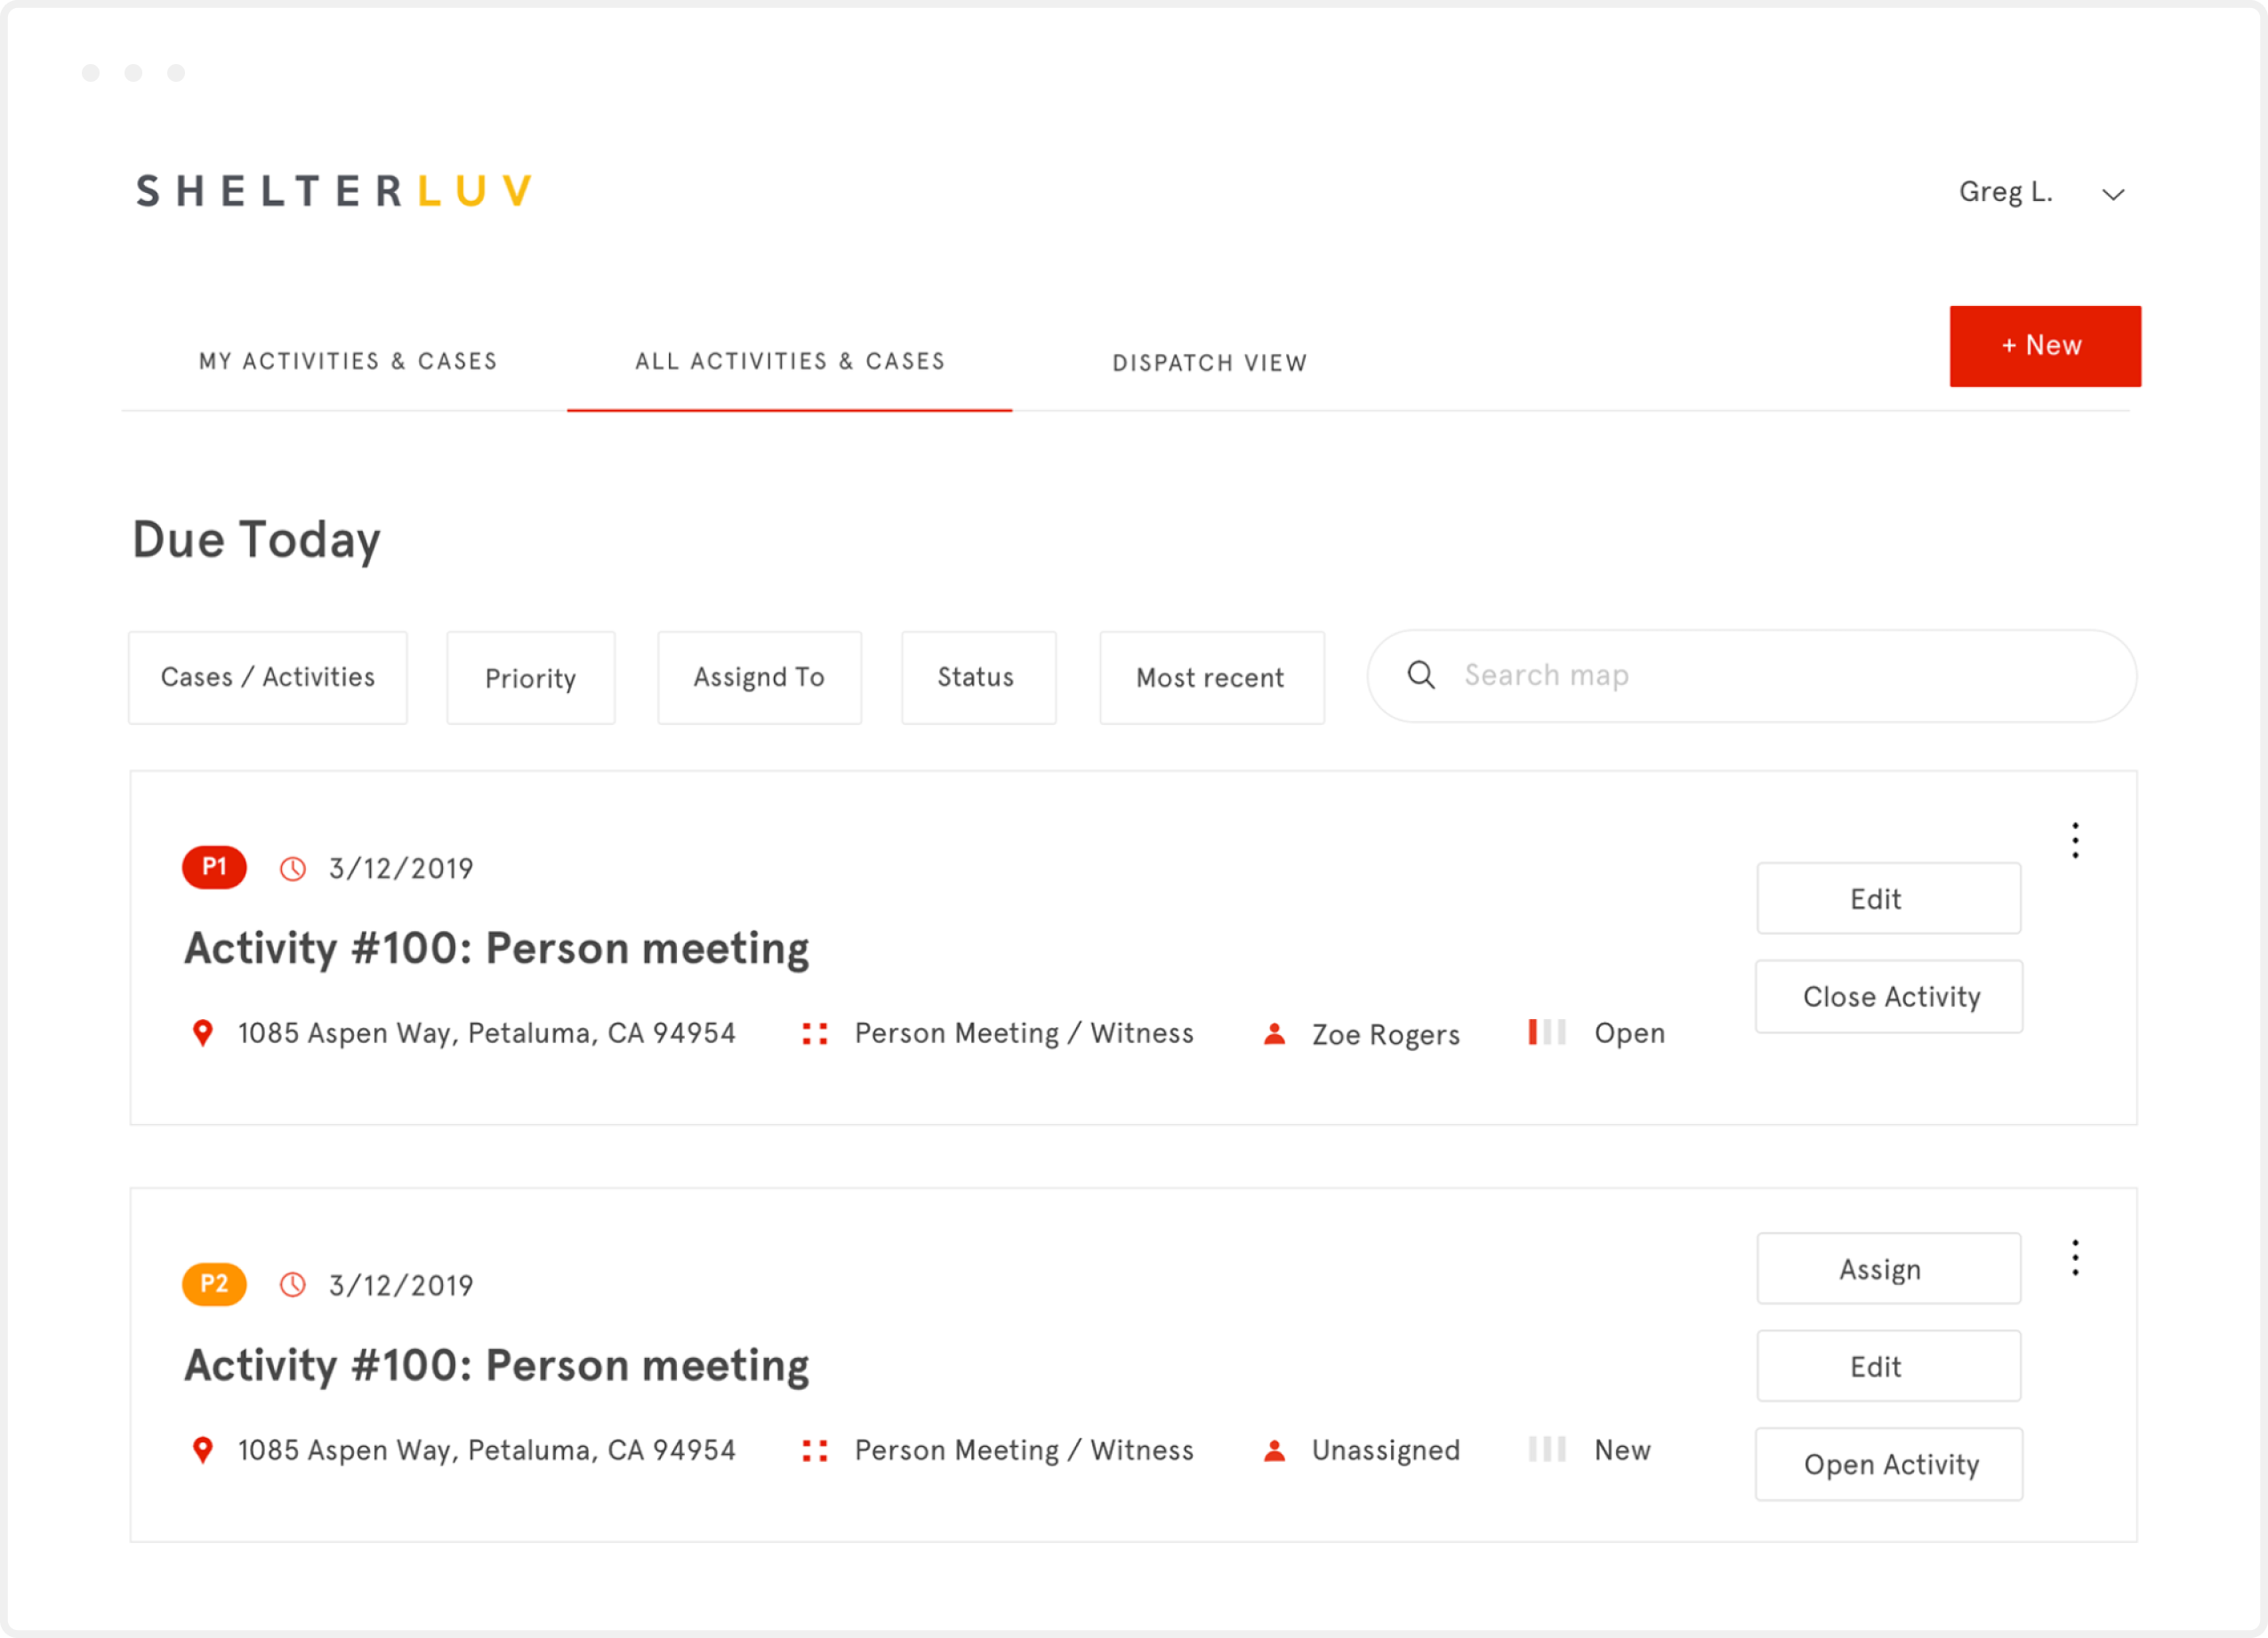 SHELTERLUV
Greg L.
MY ACTIVITIES & CASES
ALL ACTIVITIES & CASES
DISPATCH VIEW
+ New
Due Today
Cases / Activities
Priority
Assignd To
Status
Most recent
Search map
P1
3/12/2019
Activity #100: Person meeting
1085 Aspen Way, Petaluma, CA 94954
Person Meeting / Witness
Zoe Rogers
Open
Edit
Close Activity
P2
3/12/2019
Activity #100: Person meeting
1085 Aspen Way, Petaluma, CA 94954
Person Meeting / Witness
Unassigned
New
Assign
Edit
Open Activity